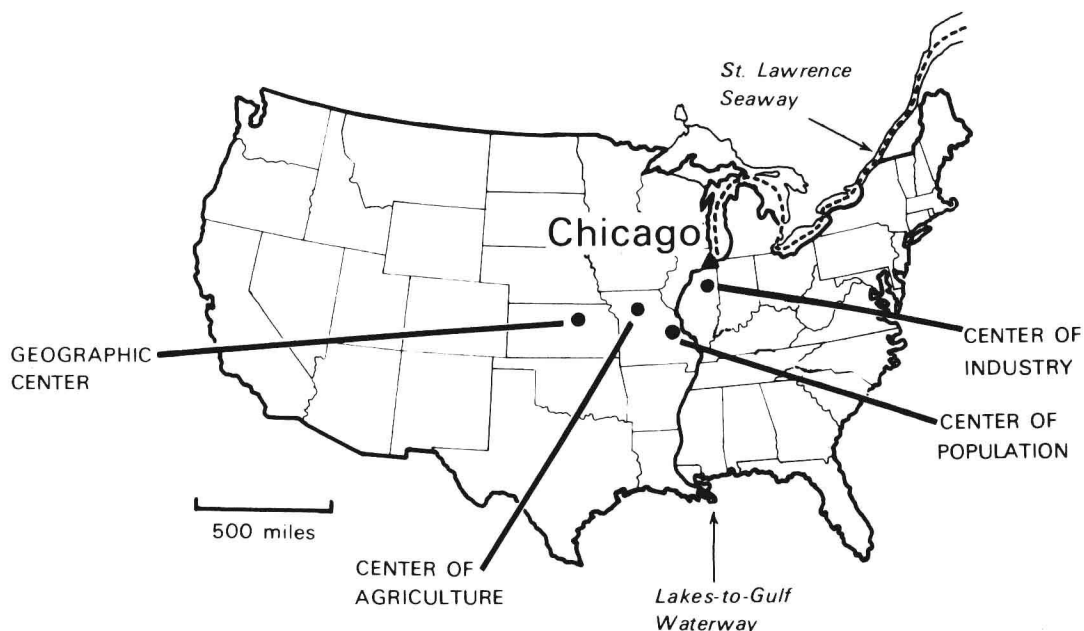 St. Lawrence
Seaway
Chicago
GEOGRAPHIC
CENTER
CENTER OF
INDUSTRY
CENTER OF
POPULATION
500 miles
CENTER OF
AGRICULTURE
Lakes-to-Gulf
Waterway